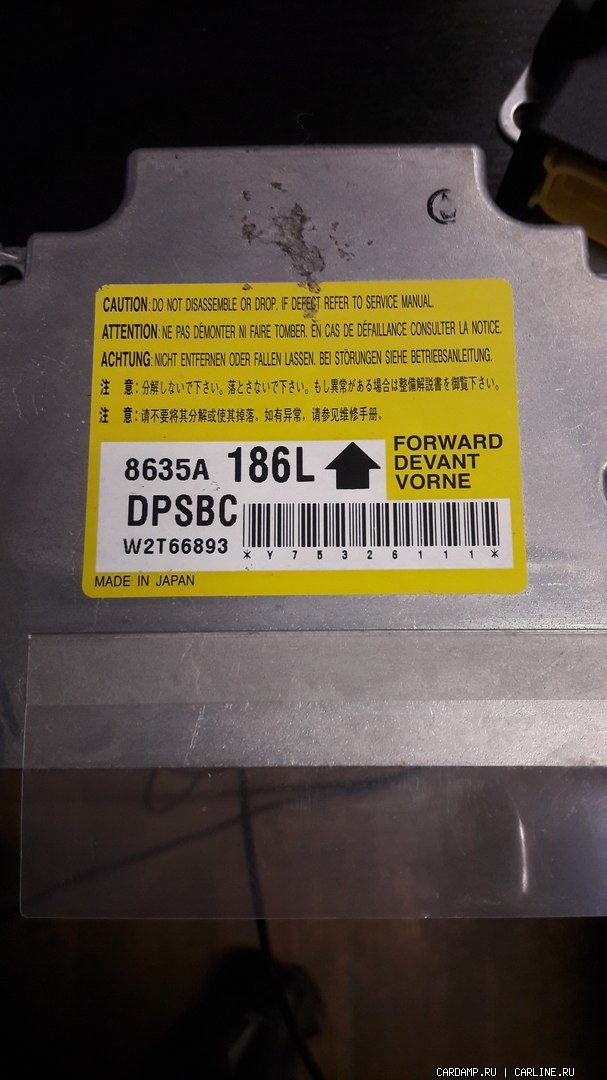 CAUTION: DO NOT DISASSEMBLE OR DROP. IF DEFECT REFER TO SERVICE MANUAL.
ATTENTION: NE PAS DÉMONTER NI FAIRE TOMBER. EN CAS DE DÉFAILLANCE CONSULTER LA NOTICE.
ACHTUNG: NICHT ENTFERNEN ODER FALLEN LASSEN. BEI STÖRUNGEN SIEHE BETRIEBSANLEITUNG.
注 意: 分解しないで下さい。落とさないで下さい。もし異常がある場合は整備解説書を御覧下さい。
注 意: 请不要将其分解或使其掉落。如有异常，请参见维修手册。
8635A 186L
FORWARD
DEVANT
VORNE
DPSBC
W2T66893
*Y75326111*
MADE IN JAPAN
CARDAMP.RU | CARLINE.RU